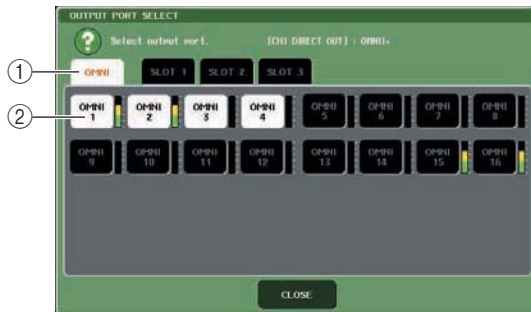 OUTPUT PORT SELECT
? Select output port. [CH1 DIRECT OUT] : OMNI1
① OMNI SLOT 1 SLOT 2 SLOT 3
② OMNI 1 OMNI 2 OMNI 3 OMNI 4 OMNI 5 OMNI 6 OMNI 7 OMNI 8
OMNI 9 OMNI 10 OMNI 11 OMNI 12 OMNI 13 OMNI 14 OMNI 15 OMNI 16
CLOSE